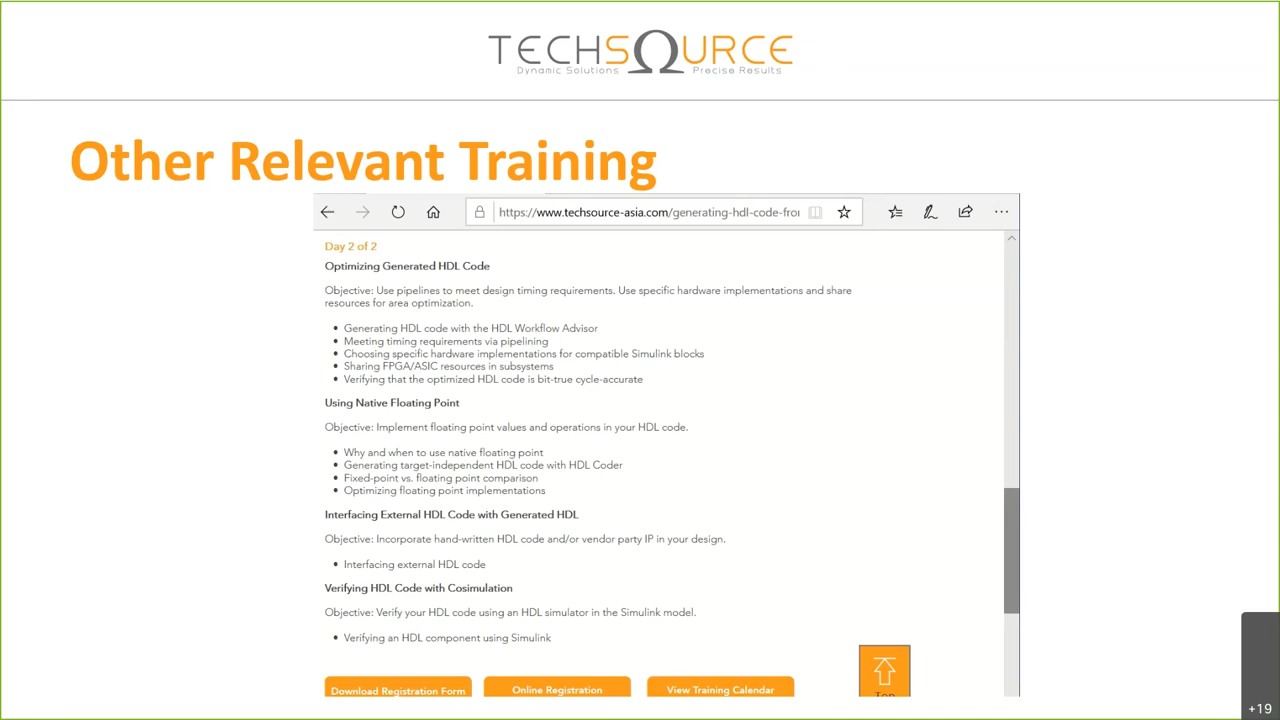 TECHSOURCE
Dynamic Solutions Precise Results
Other Relevant Training
https://www.techsource-asia.com/generating-hdl-code-fror
Day 2 of 2
Optimizing Generated HDL Code
Objective: Use pipelines to meet design timing requirements. Use specific hardware implementations and share
resources for area optimization.
• Generating HDL code with the HDL Workflow Advisor
• Meeting timing requirements via pipelining
• Choosing specific hardware implementations for compatible Simulink blocks
• Sharing FPGA/ASIC resources in subsystems
• Verifying that the optimized HDL code is bit-true cycle-accurate
Using Native Floating Point
Objective: Implement floating point values and operations in your HDL code.
• Why and when to use native floating point
• Generating target-independent HDL code with HDL Coder
• Fixed-point vs. floating point comparison
• Optimizing floating point implementations
Interfacing External HDL Code with Generated HDL
Objective: Incorporate hand-written HDL code and/or vendor party IP in your design.
• Interfacing external HDL code
Verifying HDL Code with Cosimulation
Objective: Verify your HDL code using an HDL simulator in the Simulink model.
• Verifying an HDL component using Simulink
Download Registration Form Online Registration View Training Calendar Top
+19